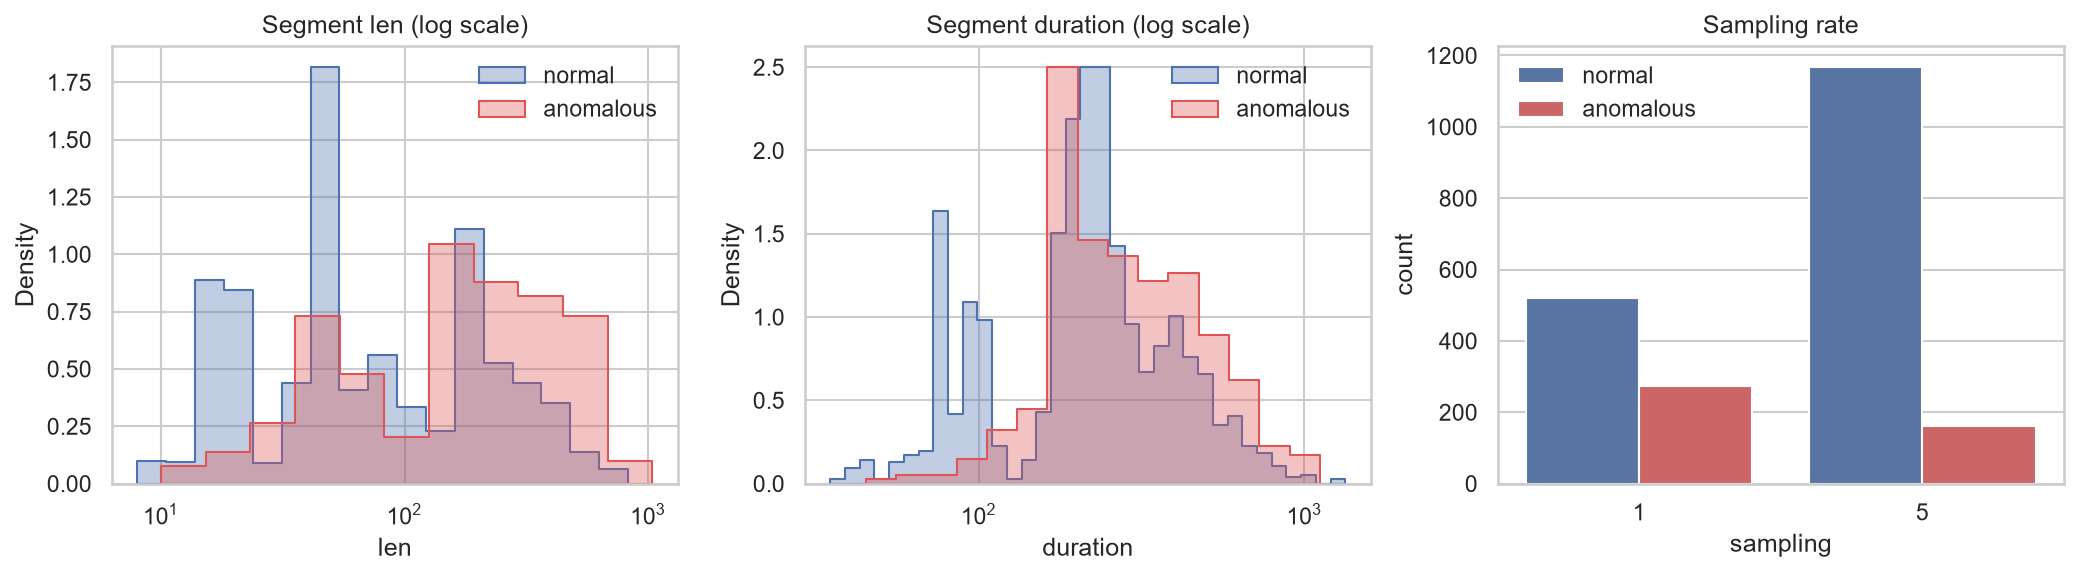 Segment len (log scale)
normal
anomalous
Density
1.75
1.50
1.25
1.00
0.75
0.50
0.25
0.00
10¹
10²
10³
len
Segment duration (log scale)
normal
anomalous
Density
2.5
2.0
1.5
1.0
0.5
0.0
10²
10³
duration
Sampling rate
normal
anomalous
count
1200
1000
800
600
400
200
0
1
5
sampling